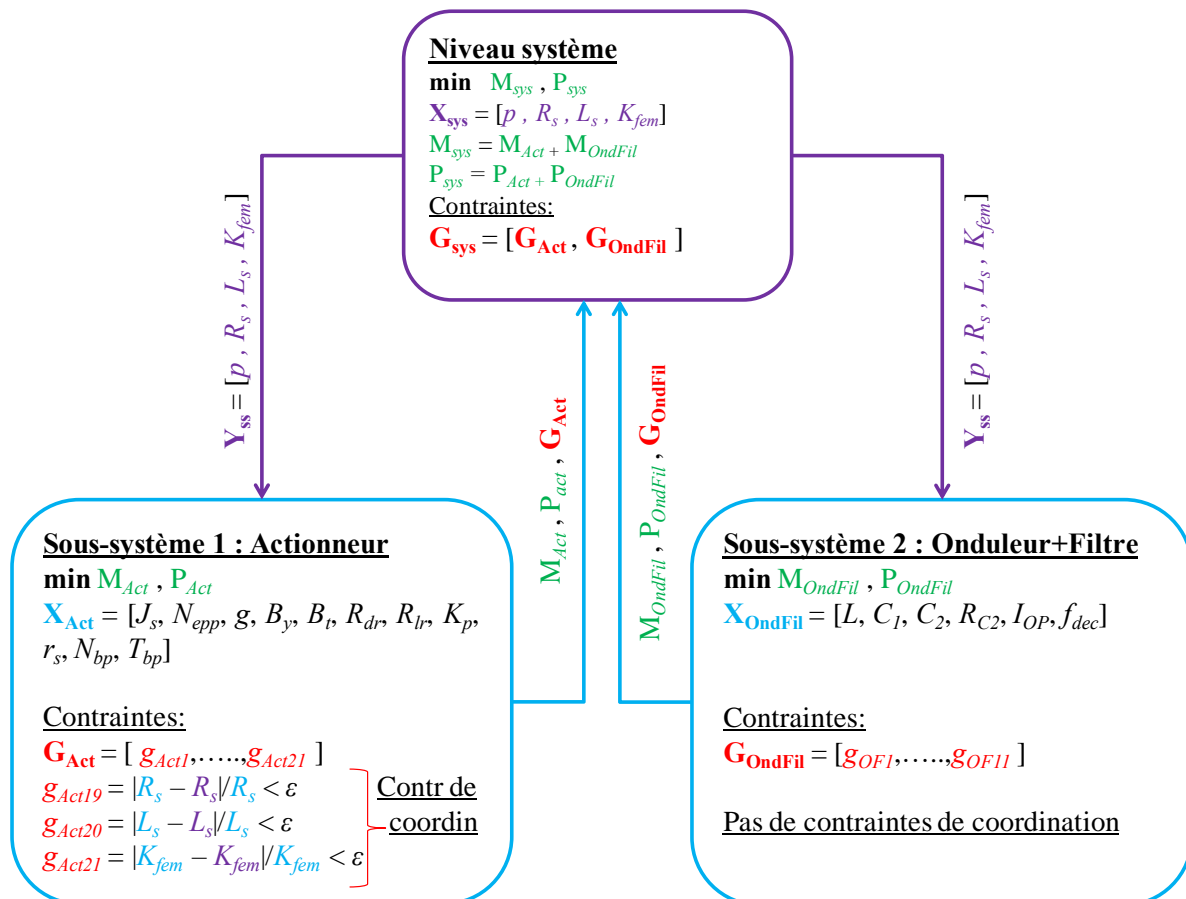 Niveau système
min M_sys , P_sys
X_sys = [p , R_s , L_s , K_fem]
M_sys = M_Act + M_OndFil
P_sys = P_Act + P_OndFil
Contraintes:
G_sys = [G_Act , G_OndFil ]
Y_ss = [p , R_s , L_s , K_fem]
Y_ss = [p , R_s , L_s , K_fem]
M_Act , P_act , G_Act
M_OndFil , P_OndFil , G_OndFil
Sous-système 1 : Actionneur
min M_Act , P_Act
X_Act = [J_s, N_epp, g, B_y, B_t, R_dr, R_lr, K_p,
r_s, N_bp, T_bp]
Contraintes:
G_Act = [ g_Act1,.....,g_Act21 ]
g_Act19 = |R_s − R_s|/R_s < ε
g_Act20 = |L_s − L_s|/L_s < ε
g_Act21 = |K_fem − K_fem|/K_fem < ε
Contr de
coordin
Sous-système 2 : Onduleur+Filtre
min M_OndFil , P_OndFil
X_OndFil = [L, C_1, C_2, R_C2, I_OP, f_dec]
Contraintes:
G_OndFil = [g_OF1,.....,g_OF11 ]
Pas de contraintes de coordination